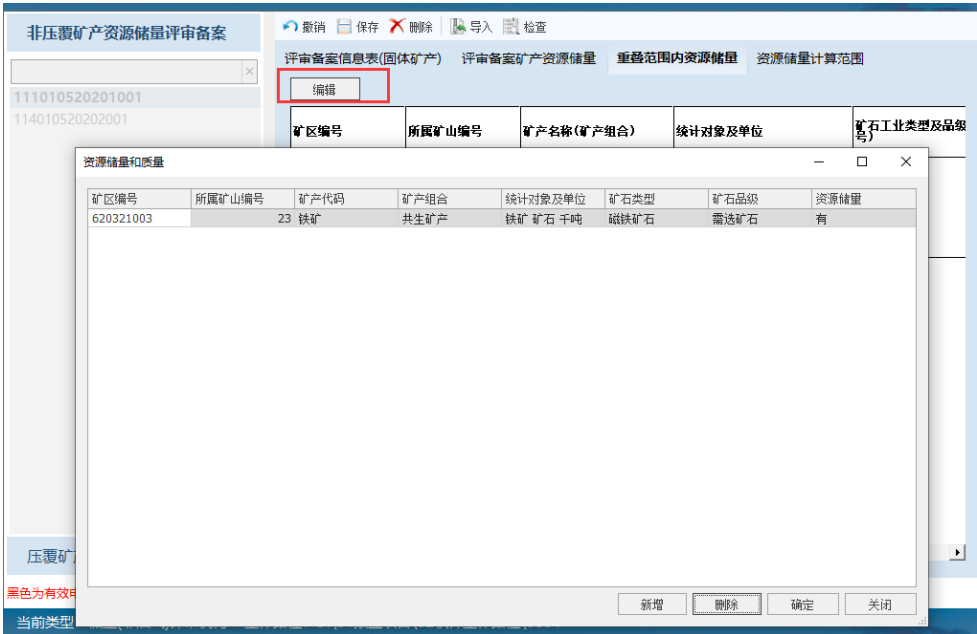 非压覆矿产资源储量评审备案
撤销 保存 删除 导入 检查
评审备案信息表(固体矿产) 评审备案矿产资源储量 重叠范围内资源储量 资源储量计算范围
编辑
111010520201001
114010520202001
矿区编号 所属矿山编号 矿产名称(矿产组合) 统计对象及单位 矿石工业类型及品级
号)
资源储量和质量
矿区编号 所属矿山编号 矿产代码 矿产组合 统计对象及单位 矿石类型 矿石品级 资源储量
620321003 23 铁矿 共生矿产 铁矿 矿石 千吨 磁铁矿石 需选矿石 有
压覆矿
黑色为有效
新增 删除 确定 关闭
当前类型